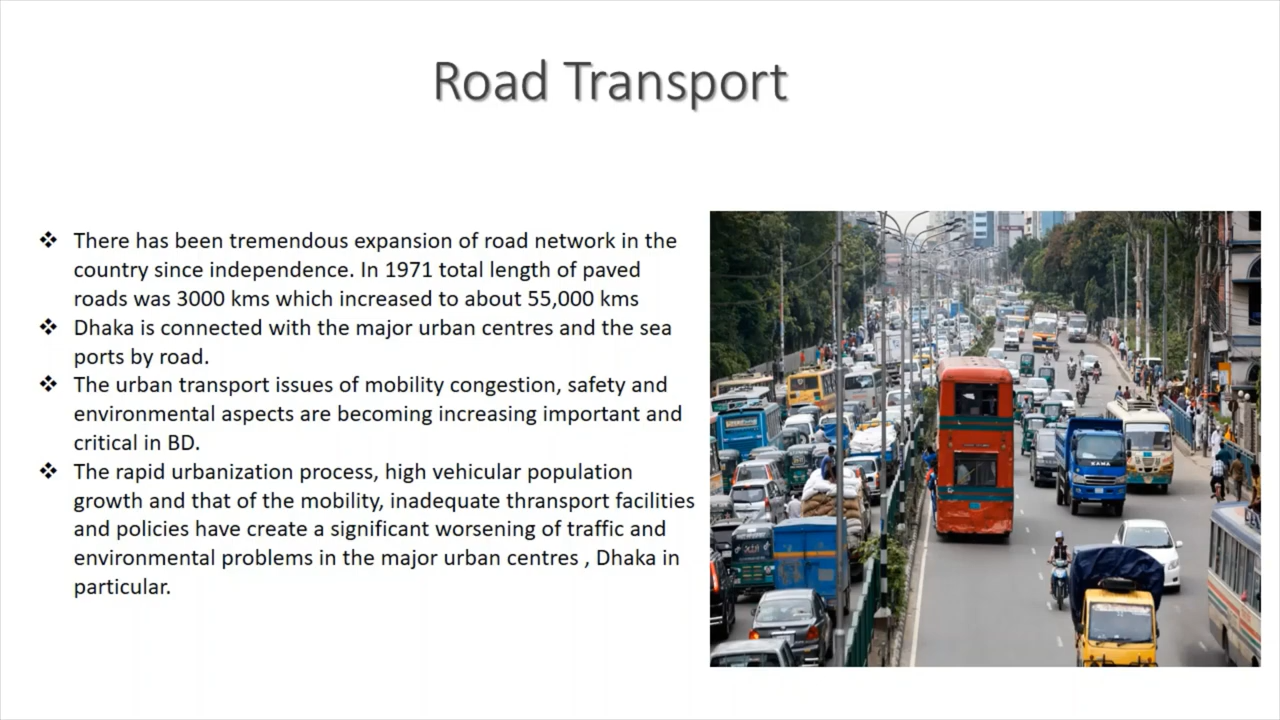 Road Transport
❖ There has been tremendous expansion of road network in the
country since independence. In 1971 total length of paved
roads was 3000 kms which increased to about 55,000 kms
❖ Dhaka is connected with the major urban centres and the sea
ports by road.
❖ The urban transport issues of mobility congestion, safety and
environmental aspects are becoming increasing important and
critical in BD.
❖ The rapid urbanization process, high vehicular population
growth and that of the mobility, inadequate thransport facilities
and policies have create a significant worsening of traffic and
environmental problems in the major urban centres , Dhaka in
particular.